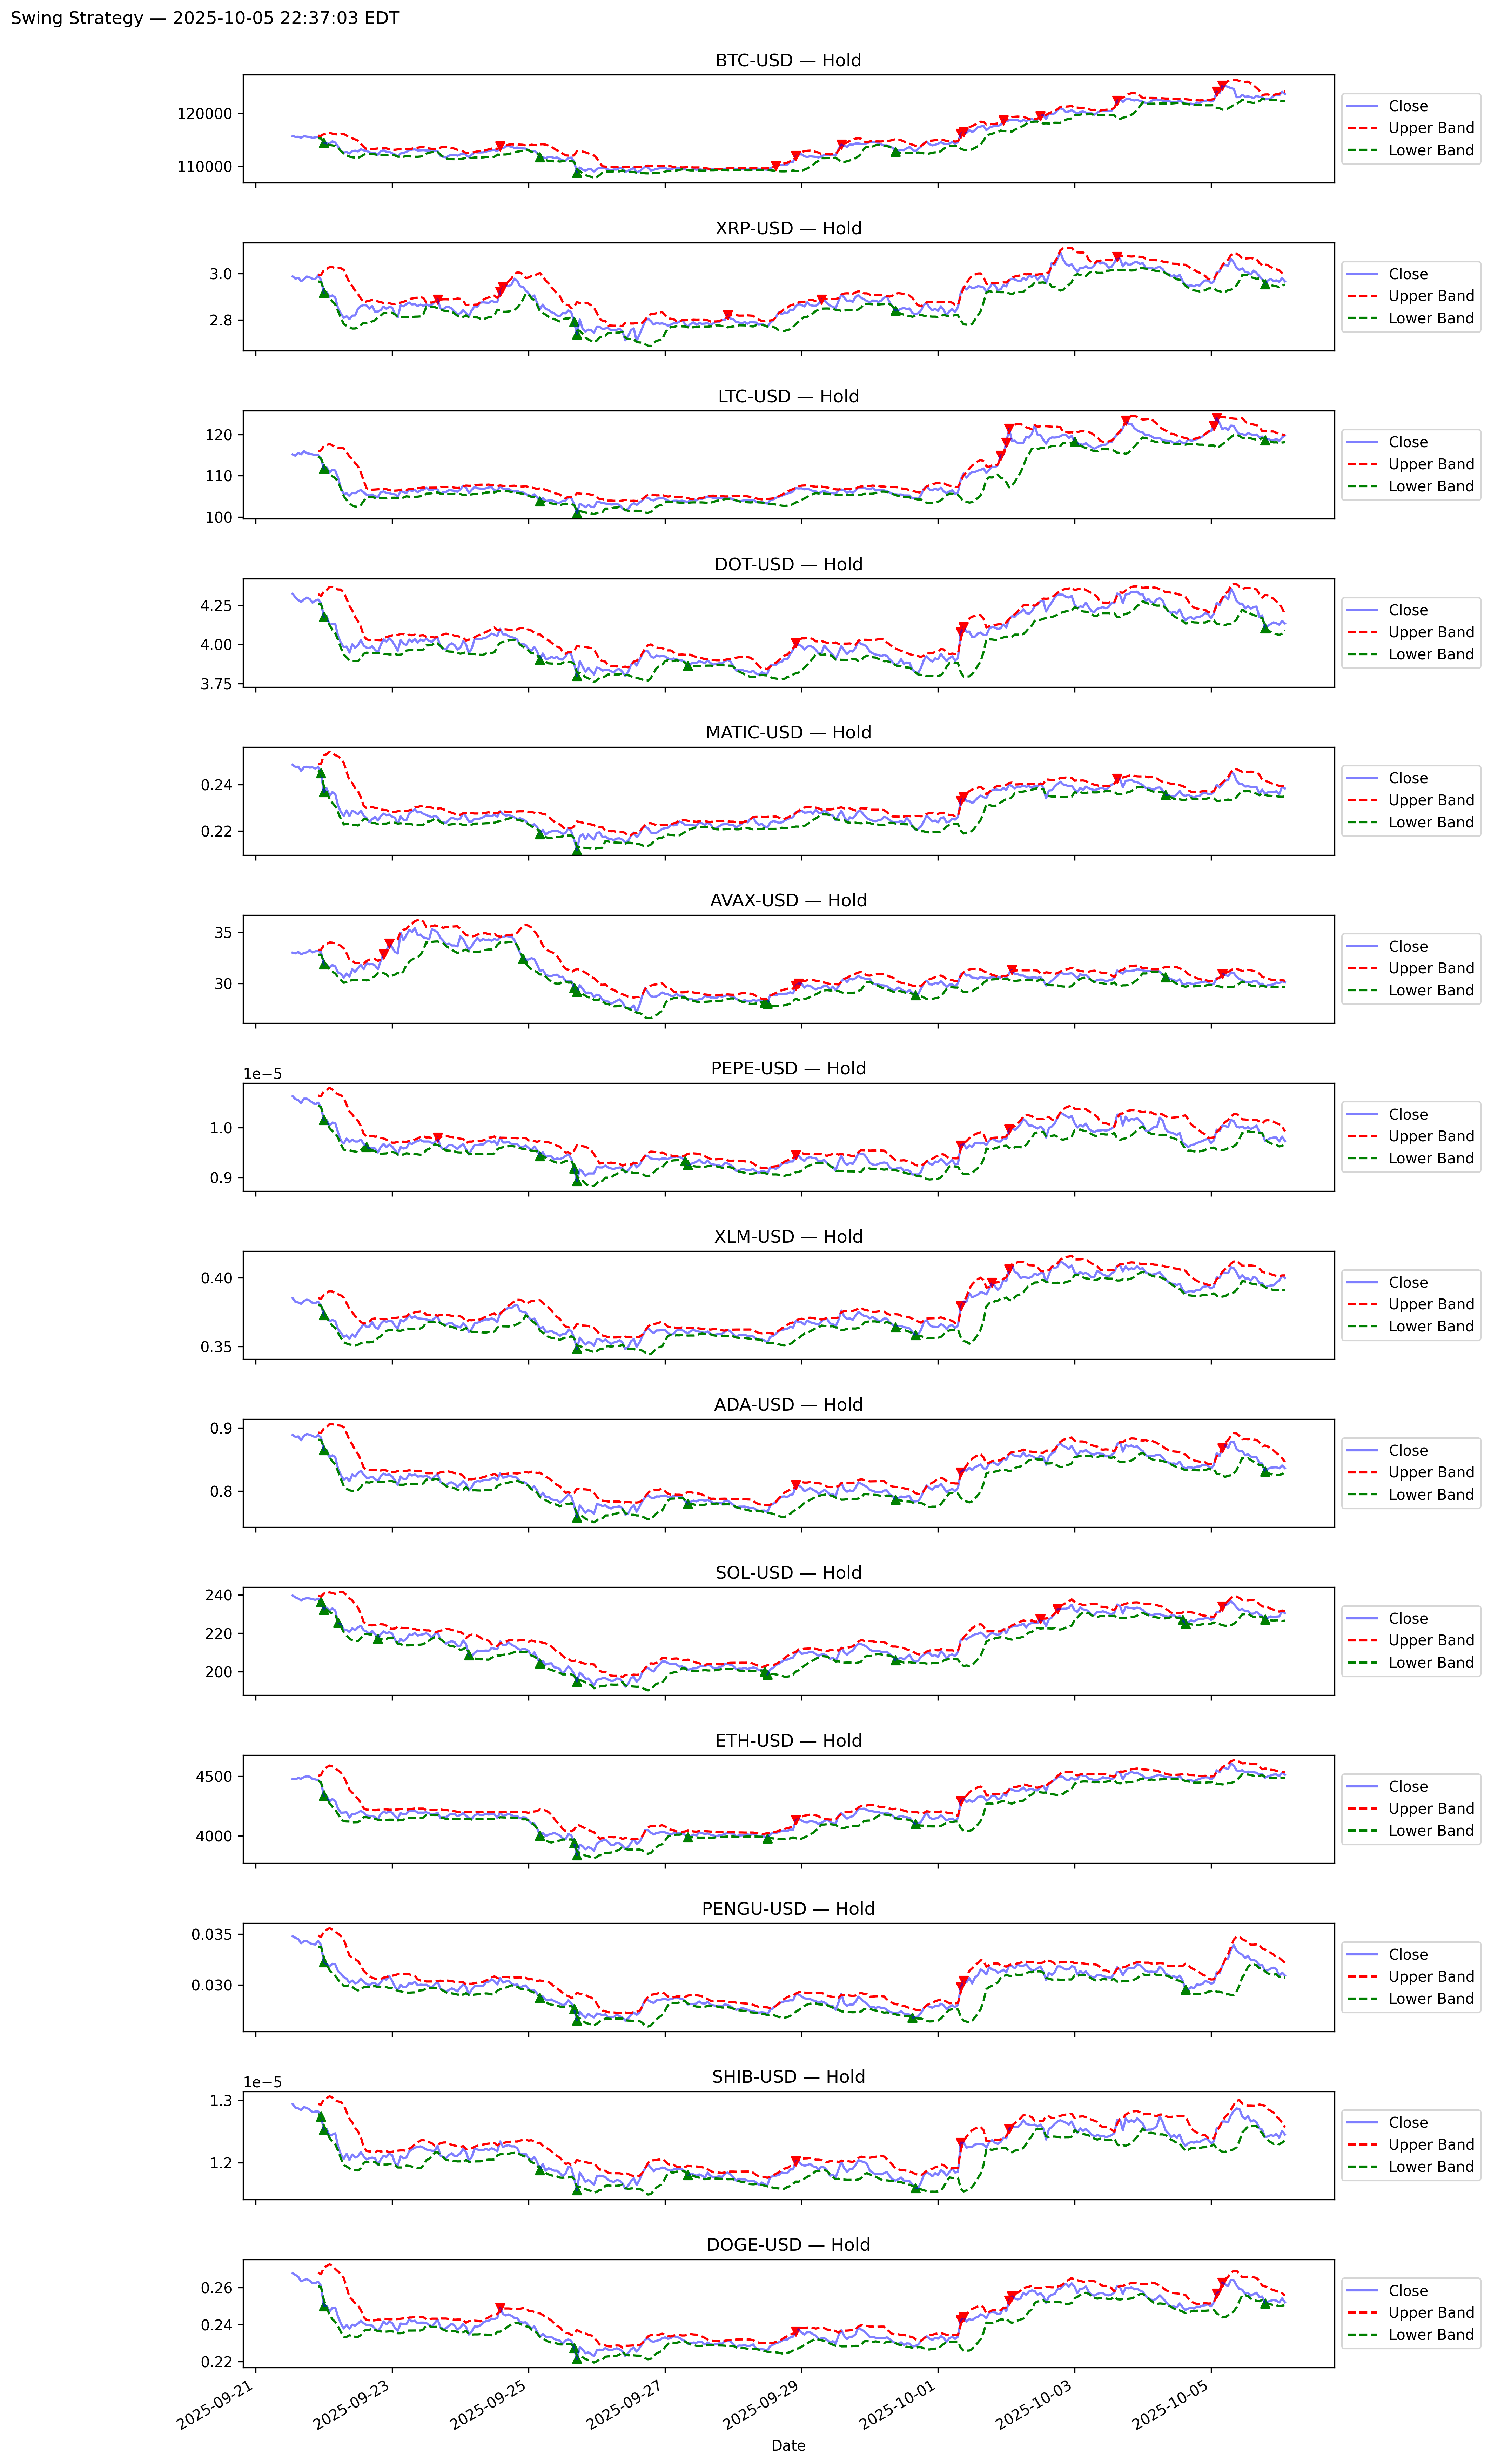 Swing Strategy — 2025-10-05 22:37:03 EDT
BTC-USD — Hold
120000
110000
Close
Upper Band
Lower Band
XRP-USD — Hold
3.0
2.8
Close
Upper Band
Lower Band
LTC-USD — Hold
120
110
100
Close
Upper Band
Lower Band
DOT-USD — Hold
4.25
4.00
3.75
Close
Upper Band
Lower Band
MATIC-USD — Hold
0.24
0.22
Close
Upper Band
Lower Band
AVAX-USD — Hold
35
30
Close
Upper Band
Lower Band
PEPE-USD — Hold
1e−5
1.0
0.9
Close
Upper Band
Lower Band
XLM-USD — Hold
0.40
0.35
Close
Upper Band
Lower Band
ADA-USD — Hold
0.9
0.8
Close
Upper Band
Lower Band
SOL-USD — Hold
240
220
200
Close
Upper Band
Lower Band
ETH-USD — Hold
4500
4000
Close
Upper Band
Lower Band
PENGU-USD — Hold
0.035
0.030
Close
Upper Band
Lower Band
SHIB-USD — Hold
1e−5
1.3
1.2
Close
Upper Band
Lower Band
DOGE-USD — Hold
0.26
0.24
0.22
Close
Upper Band
Lower Band
2025-09-21
2025-09-23
2025-09-25
2025-09-27
2025-09-29
2025-10-01
2025-10-03
2025-10-05
Date